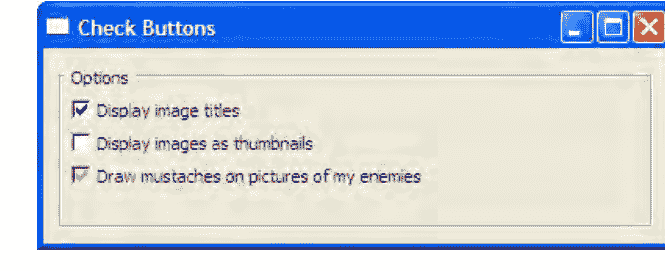 Check Buttons
Options
Display image titles
Display images as thumbnails
Draw mustaches on pictures of my enemies